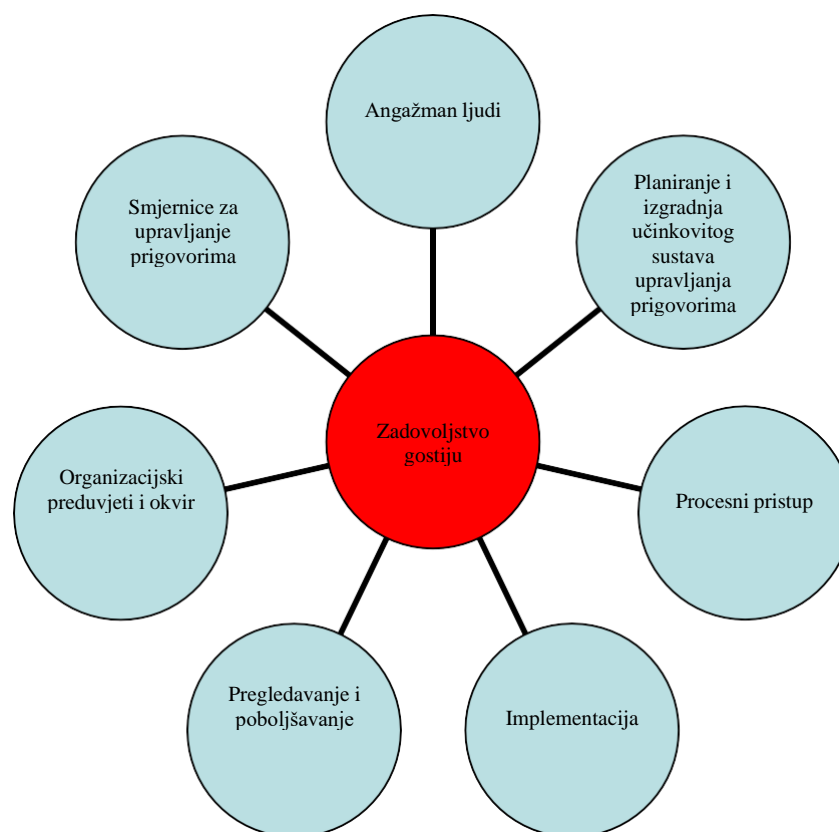 Angažman ljudi
Planiranje i
izgradnja
učinkovitog
sustava
upravljanja
prigovorima
Smjernice za
upravljanje
prigovorima
Zadovoljstvo
gostiju
Organizacijski
preduvjeti i okvir
Procesni pristup
Pregledavanje i
poboljšavanje
Implementacija